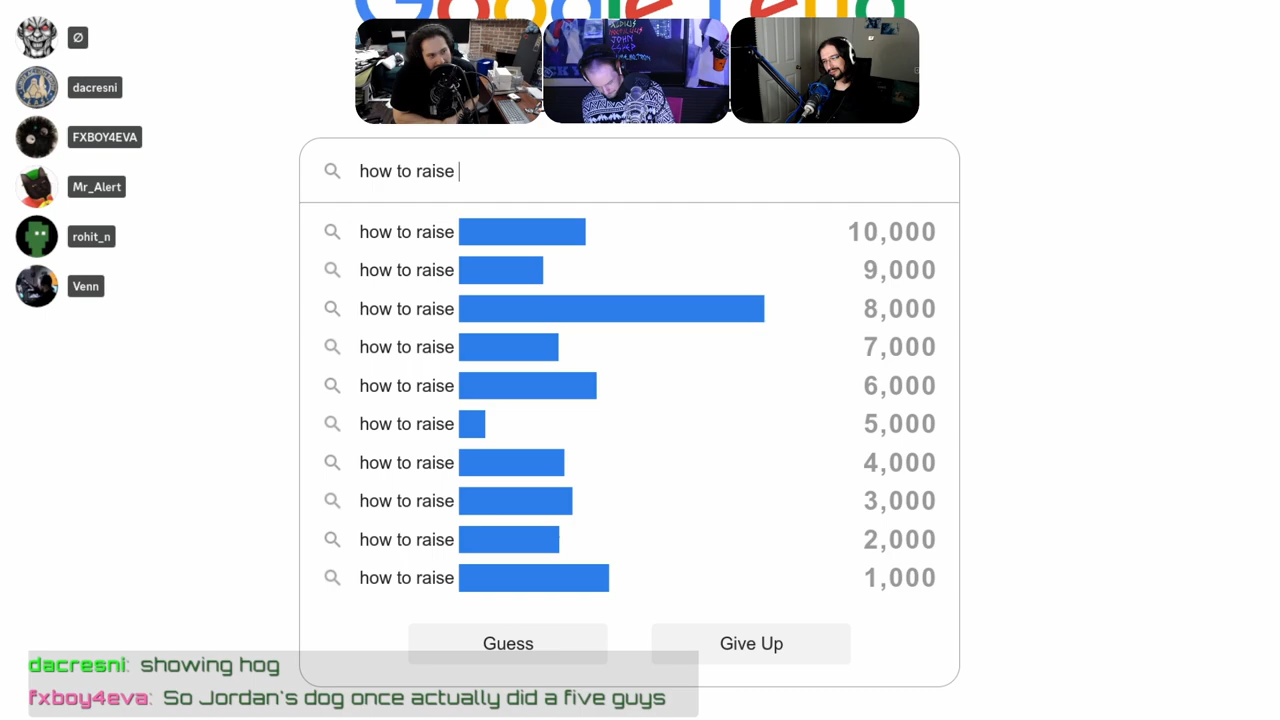 Google Feud
Ø
dacresni
FXBOY4EVA
Mr_Alert
rohit_n
Venn
how to raise
how to raise 10,000
how to raise 9,000
how to raise 8,000
how to raise 7,000
how to raise 6,000
how to raise 5,000
how to raise 4,000
how to raise 3,000
how to raise 2,000
how to raise 1,000
Guess Give Up
dacresni: showing hog
fxboy4eva: So Jordan's dog once actually did a five guys